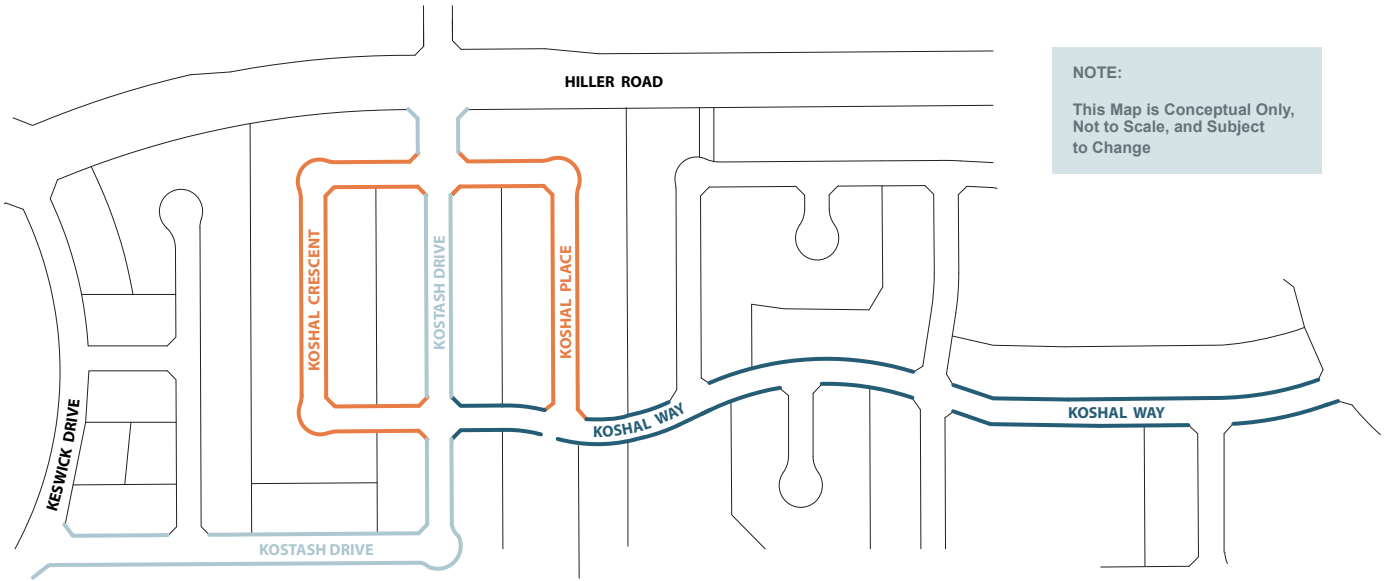 HILLER ROAD
NOTE:
This Map is Conceptual Only,
Not to Scale, and Subject
to Change
KOSHAL CRESCENT
KOSTASH DRIVE
KOSHAL PLACE
KESWICK DRIVE
KOSHAL WAY
KOSHAL WAY
KOSTASH DRIVE